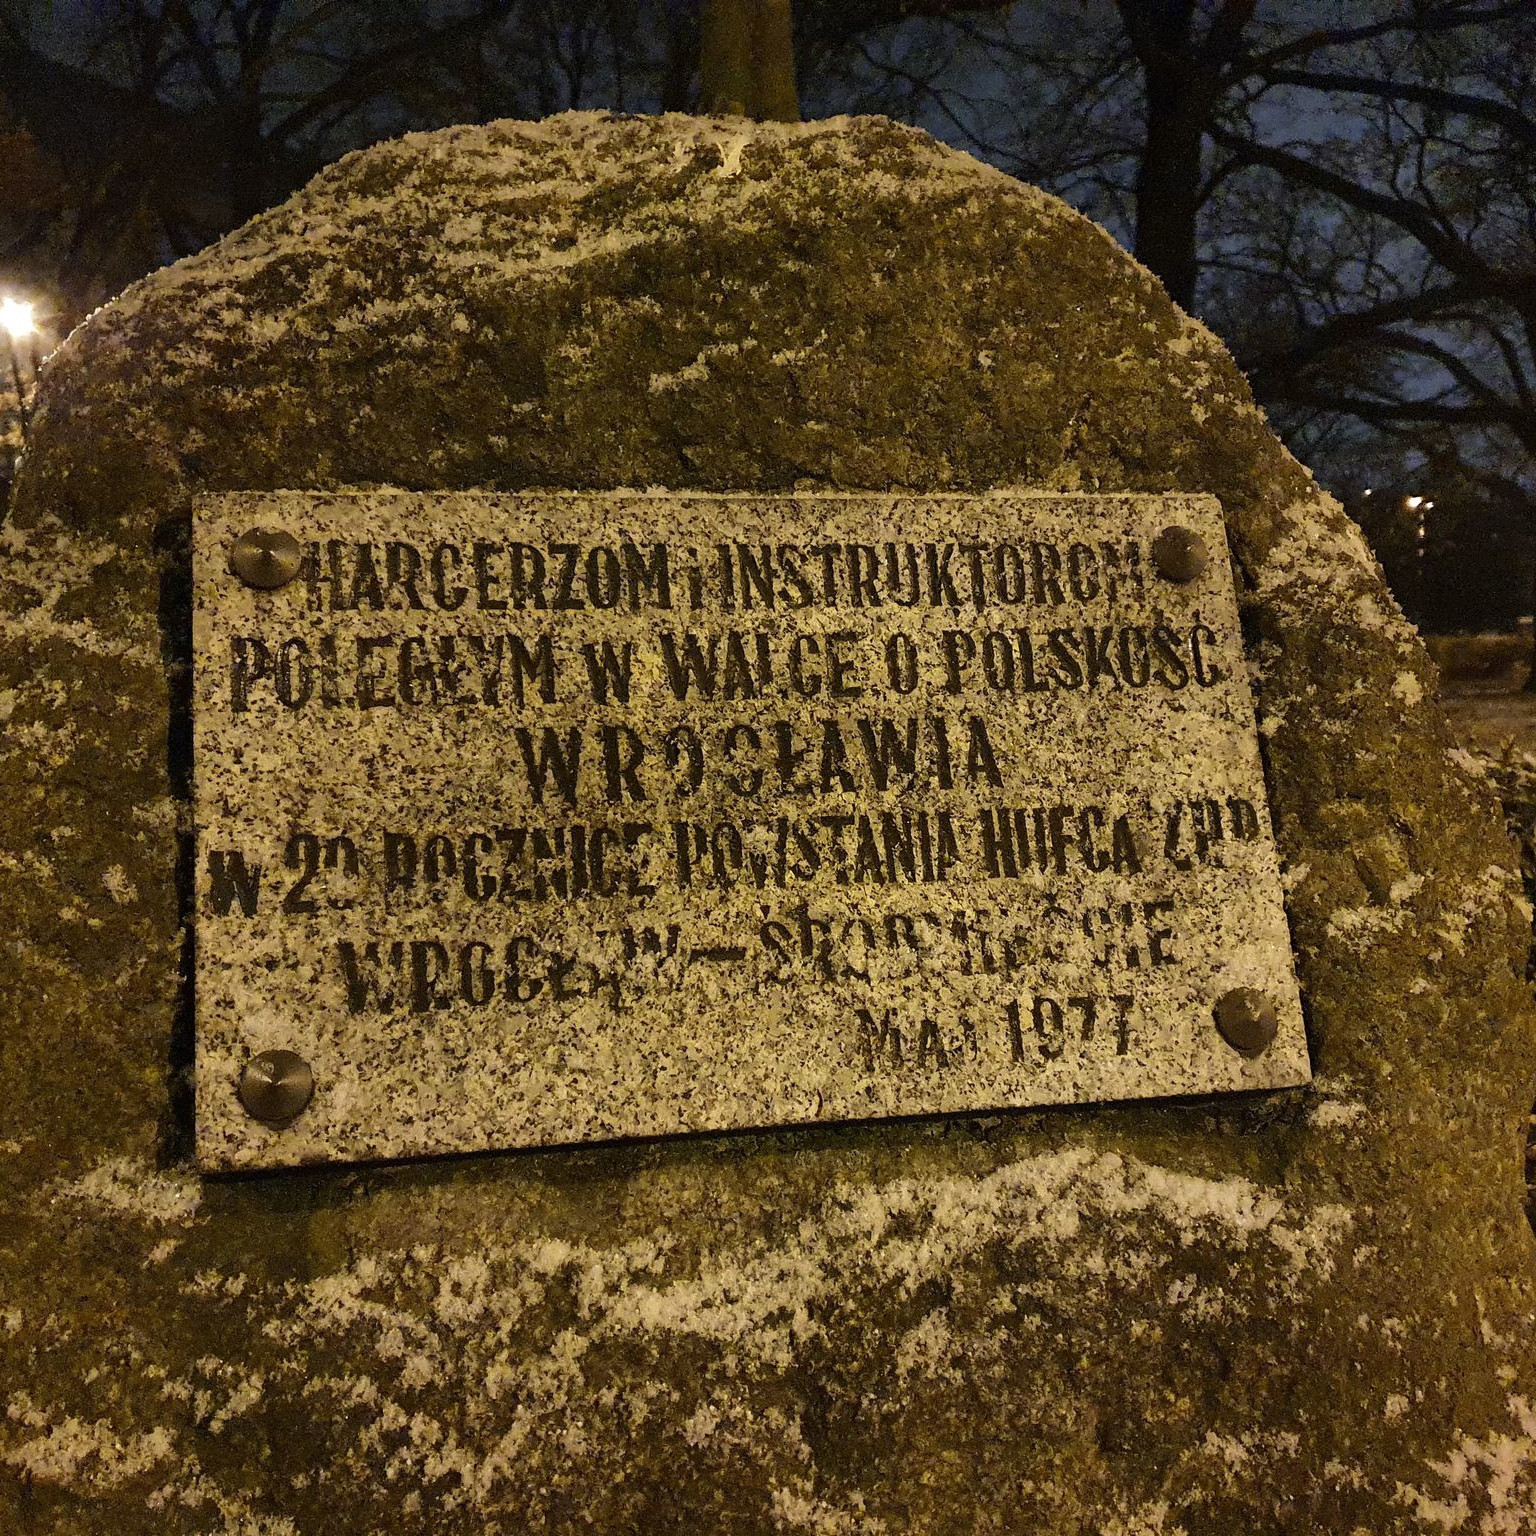 HARCERZOM i INSTRUKTOROM
POLEGŁYM W WALCE O POLSKOŚĆ
WROCŁAWIA
W 20 ROCZNICĘ POWSTANIA HUFCA ZHP
WROCŁAW – ŚRÓDMIEŚCIE
MAJ 1977